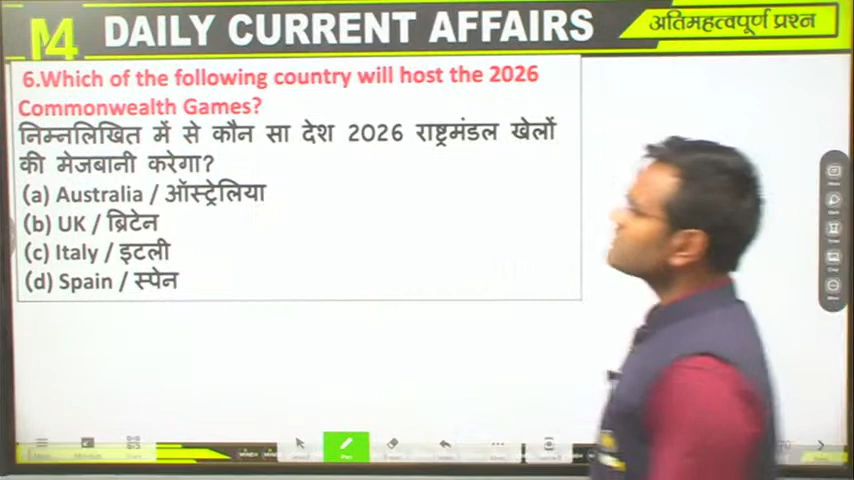 M4
DAILY CURRENT AFFAIRS
अतिमहत्वपूर्ण प्रश्न
6.Which of the following country will host the 2026
Commonwealth Games?
निम्नलिखित में से कौन सा देश 2026 राष्ट्रमंडल खेलों
की मेजबानी करेगा?
(a) Australia / ऑस्ट्रेलिया
(b) UK / ब्रिटेन
(c) Italy / इटली
(d) Spain / स्पेन